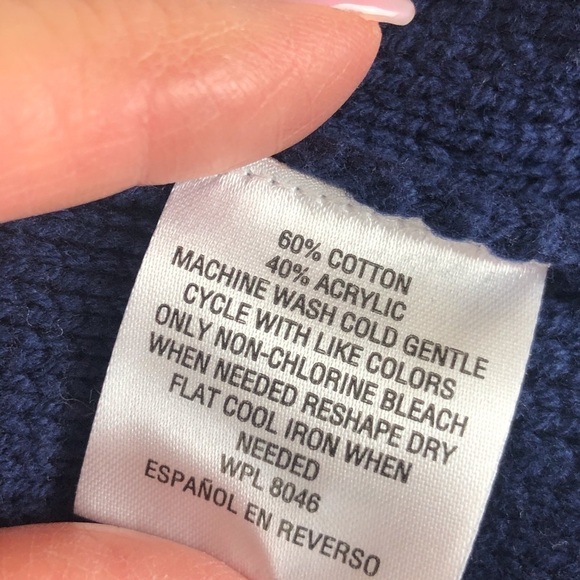 60% COTTON
40% ACRYLIC
MACHINE WASH COLD GENTLE
CYCLE WITH LIKE COLORS
ONLY NON-CHLORINE BLEACH
WHEN NEEDED RESHAPE DRY
FLAT COOL IRON WHEN
NEEDED
WPL 8046
ESPAÑOL EN REVERSO